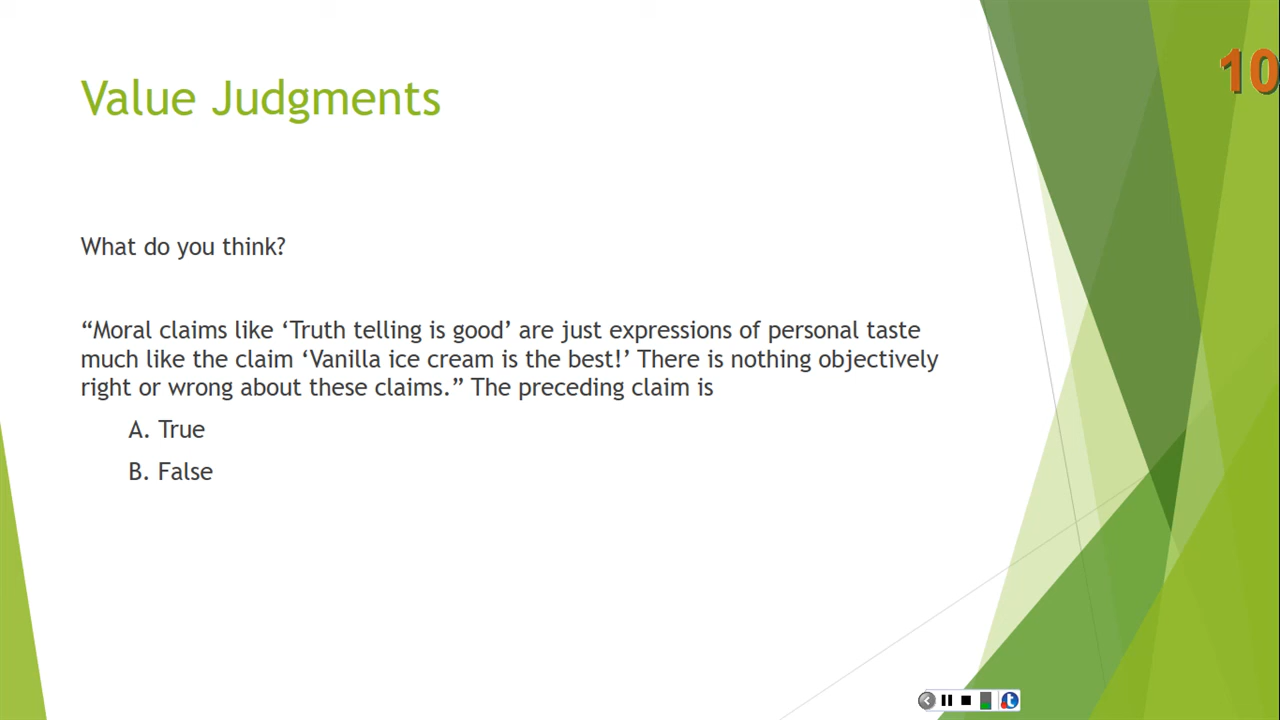 Value Judgments
10
What do you think?
“Moral claims like ‘Truth telling is good’ are just expressions of personal taste
much like the claim ‘Vanilla ice cream is the best!’ There is nothing objectively
right or wrong about these claims.” The preceding claim is
A. True
B. False
t